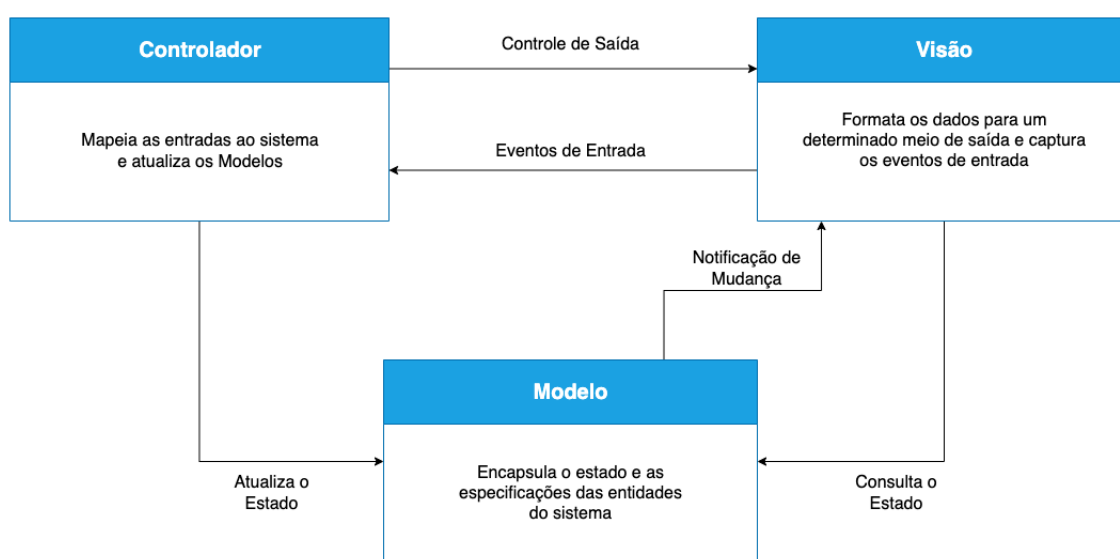 Controlador
Controle de Saída
Visão
Mapeia as entradas ao sistema
e atualiza os Modelos
Eventos de Entrada
Formata os dados para um
determinado meio de saída e captura
os eventos de entrada
Notificação de
Mudança
Modelo
Atualiza o
Estado
Encapsula o estado e as
especificações das entidades
do sistema
Consulta o
Estado